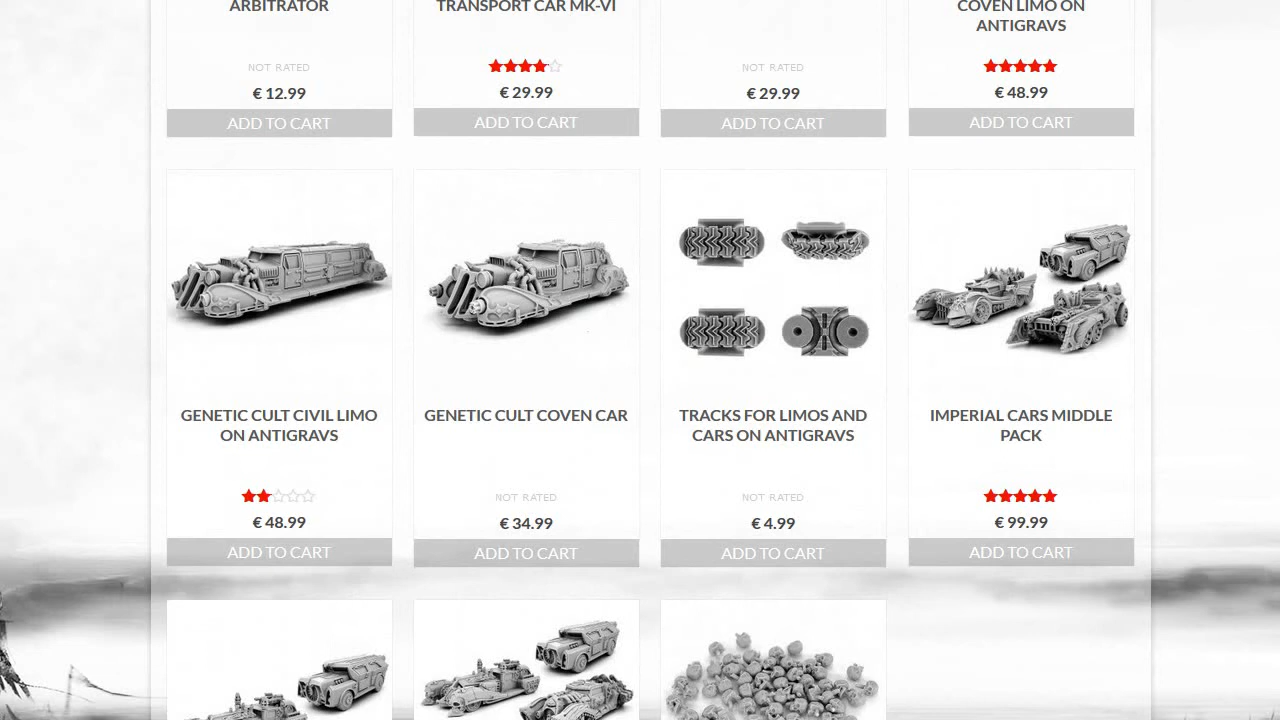 ARBITRATOR
TRANSPORT CAR MK-VI
COVEN LIMO ON
ANTIGRAVS
NOT RATED
NOT RATED
€ 12.99
€ 29.99
€ 29.99
€ 48.99
ADD TO CART
ADD TO CART
ADD TO CART
ADD TO CART
GENETIC CULT CIVIL LIMO
ON ANTIGRAVS
GENETIC CULT COVEN CAR
TRACKS FOR LIMOS AND
CARS ON ANTIGRAVS
IMPERIAL CARS MIDDLE
PACK
NOT RATED
NOT RATED
€ 48.99
€ 34.99
€ 4.99
€ 99.99
ADD TO CART
ADD TO CART
ADD TO CART
ADD TO CART